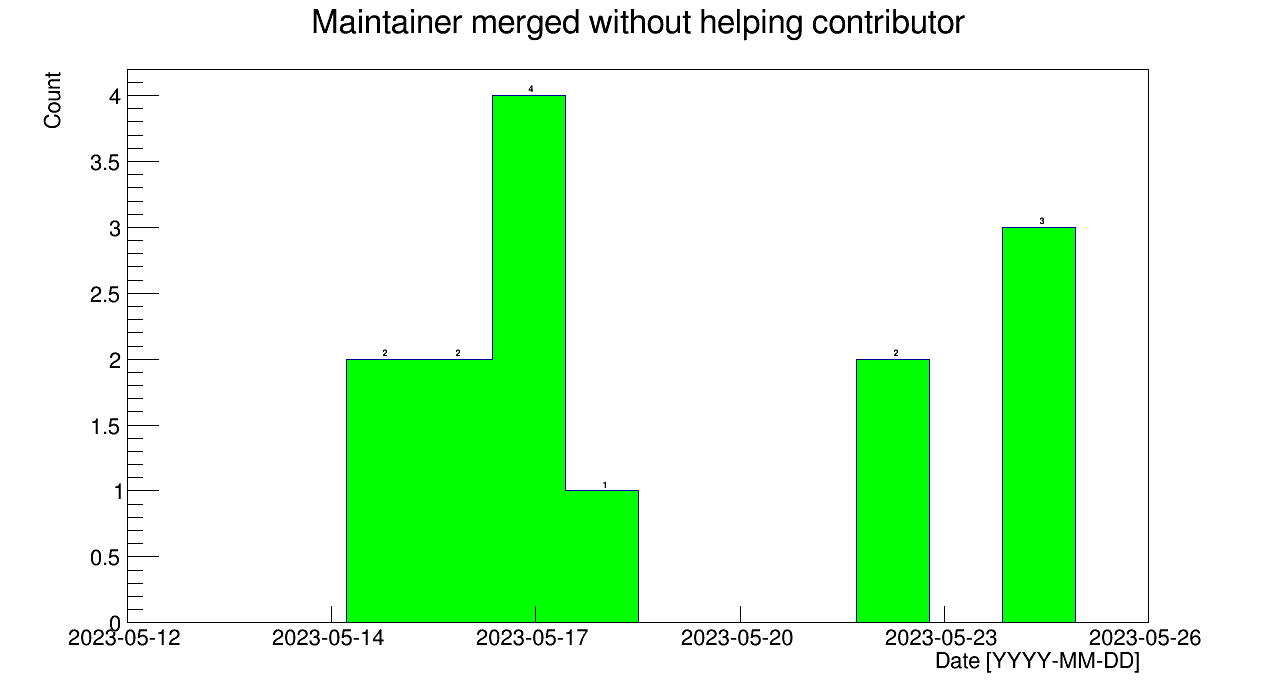 Maintainer merged without helping contributor
Count
4
3.5
3
2.5
2
1.5
1
0.5
0
4
3
2 2 2
1
2023-05-12 2023-05-14 2023-05-17 2023-05-20 2023-05-23 2023-05-26
Date [YYYY-MM-DD]